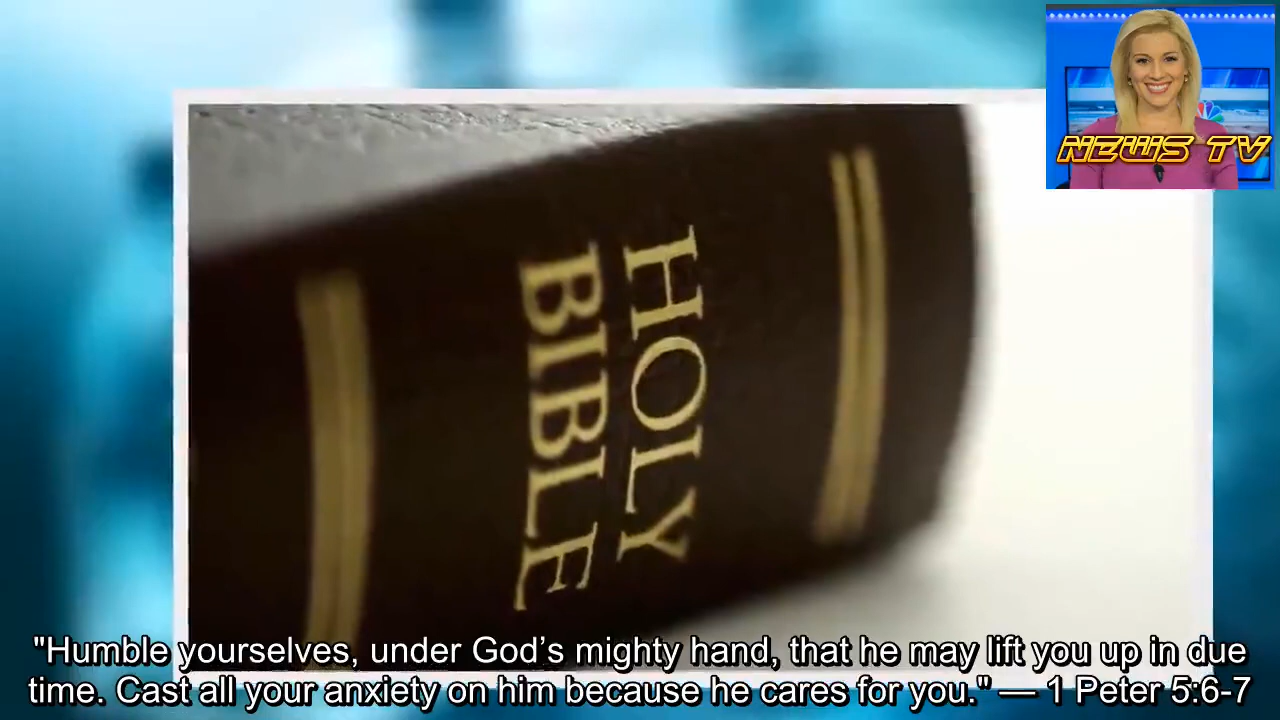 NEWS TV
HOLY
BIBLE
"Humble yourselves, under God’s mighty hand, that he may lift you up in due
time. Cast all your anxiety on him because he cares for you." — 1 Peter 5:6-7